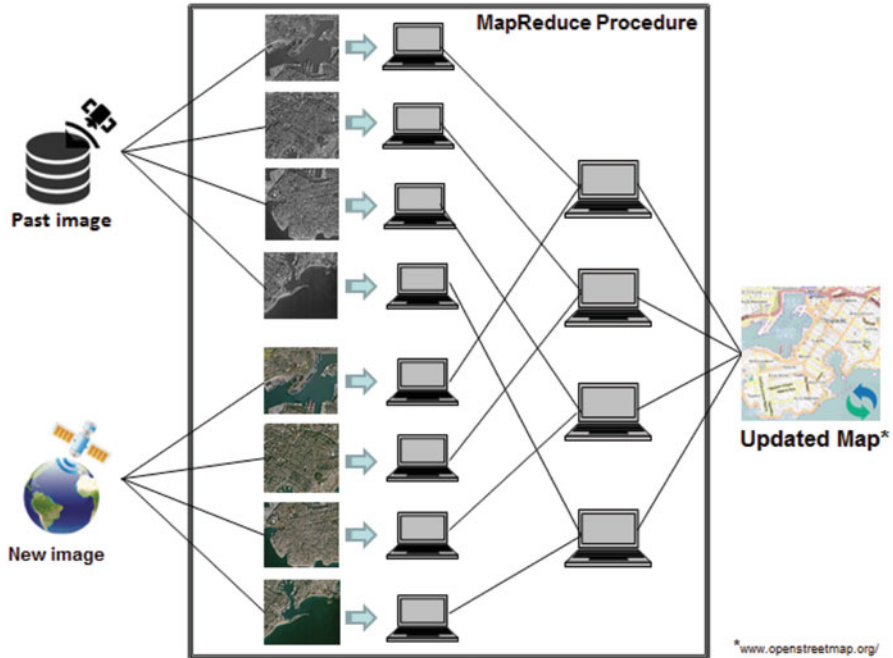 MapReduce Procedure
Past image
New image
Updated Map*
*www.openstreetmap.org/